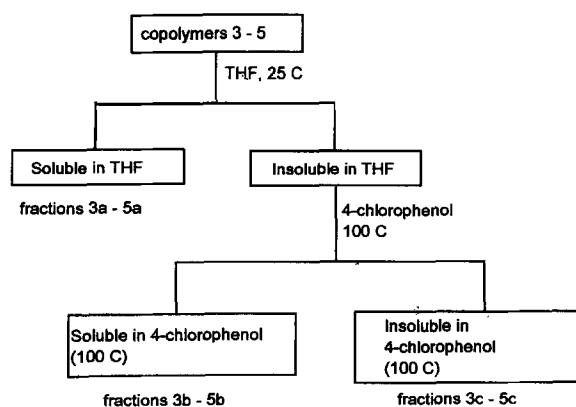 copolymers 3 - 5
THF, 25 C
Soluble in THF
Insoluble in THF
fractions 3a - 5a
4-chlorophenol
100 C
Soluble in 4-chlorophenol
(100 C)
Insoluble in
4-chlorophenol
(100 C)
fractions 3b - 5b
fractions 3c - 5c